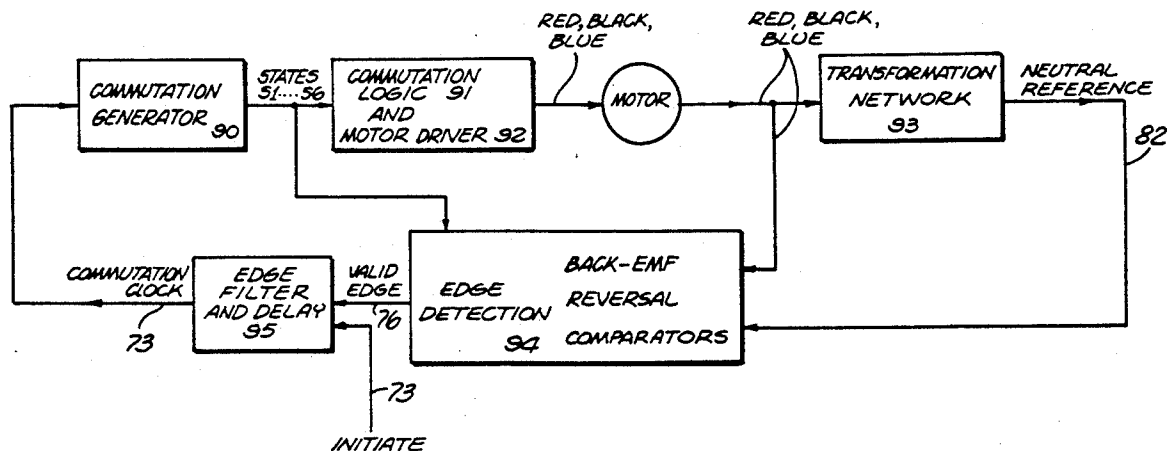 RED, BLACK,
BLUE
RED, BLACK,
BLUE
COMMUTATION
GENERATOR 90
STATES
S1....S6
COMMUTATION
LOGIC 91
AND
MOTOR DRIVER 92
MOTOR
TRANSFORMATION
NETWORK
93
NEUTRAL
REFERENCE
82
COMMUTATION
CLOCK
73
EDGE
FILTER
AND DELAY
95
VALID
EDGE
76
EDGE
DETECTION
94
BACK-EMF
REVERSAL
COMPARATORS
73
INITIATE